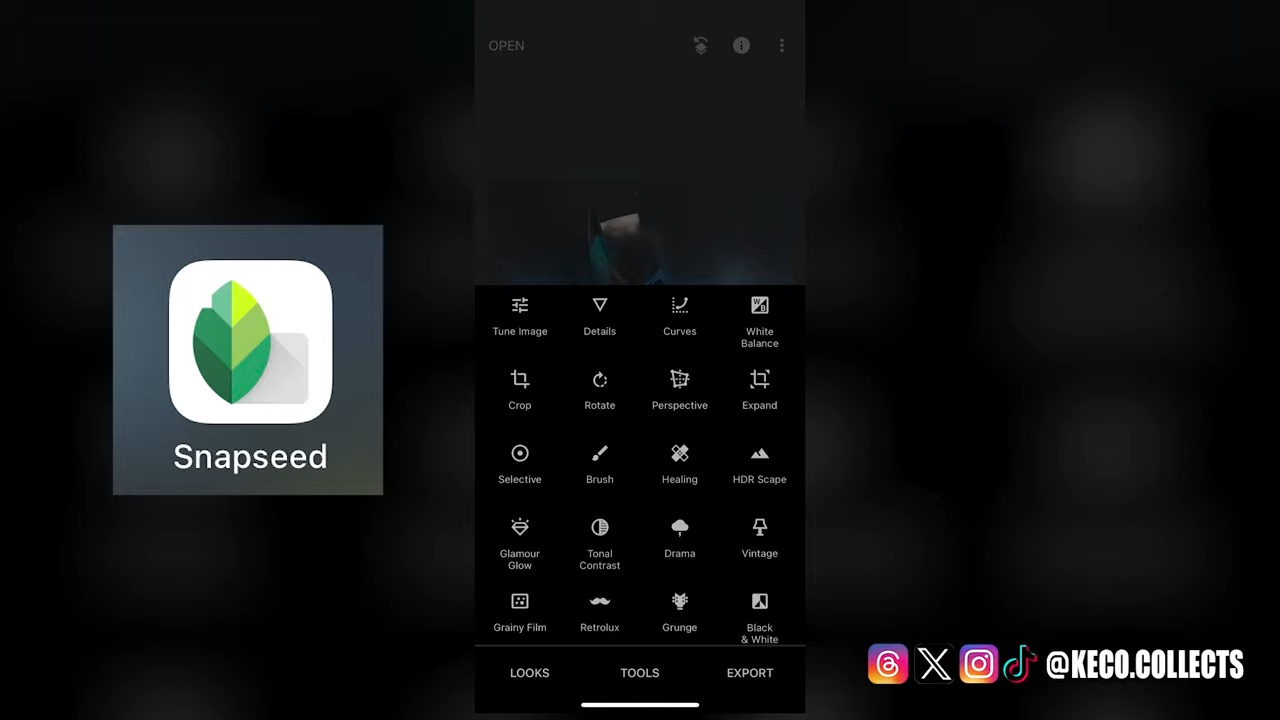 OPEN
Snapseed
Tune Image
Details
Curves
White
Balance
Crop
Rotate
Perspective
Expand
Selective
Brush
Healing
HDR Scape
Glamour
Glow
Tonal
Contrast
Drama
Vintage
Grainy Film
Retrolux
Grunge
Black
& White
LOOKS
TOOLS
EXPORT
@KECO.COLLECTS